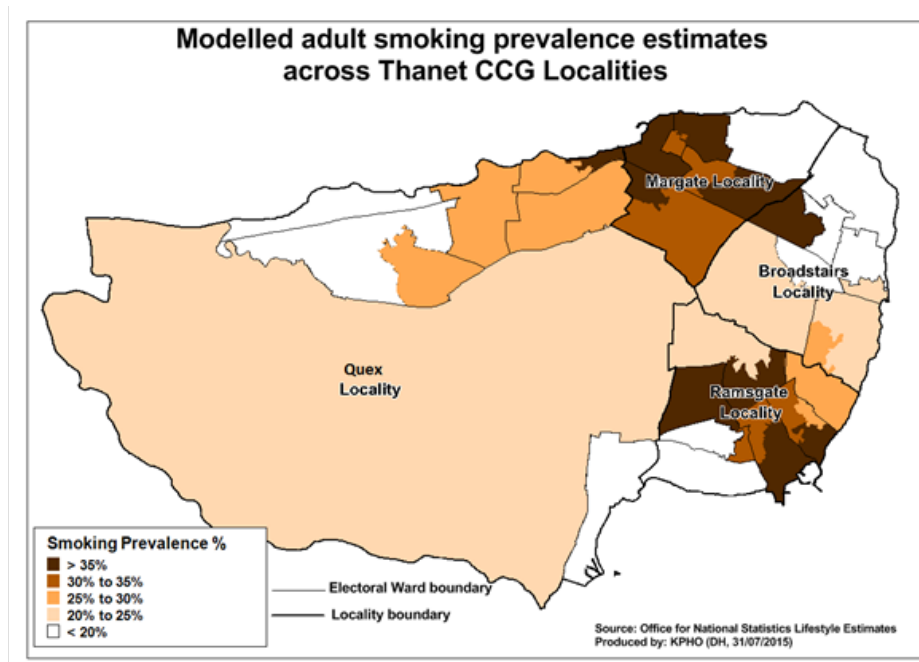 Modelled adult smoking prevalence estimates
across Thanet CCG Localities
Margate Locality
Broadstairs
Locality
Quex
Locality
Ramsgate
Locality
Smoking Prevalence %
> 35%
30% to 35%
25% to 30%
20% to 25%
< 20%
Electoral Ward boundary
Locality boundary
Source: Office for National Statistics Lifestyle Estimates
Produced by: KPHO (DH, 31/07/2015)